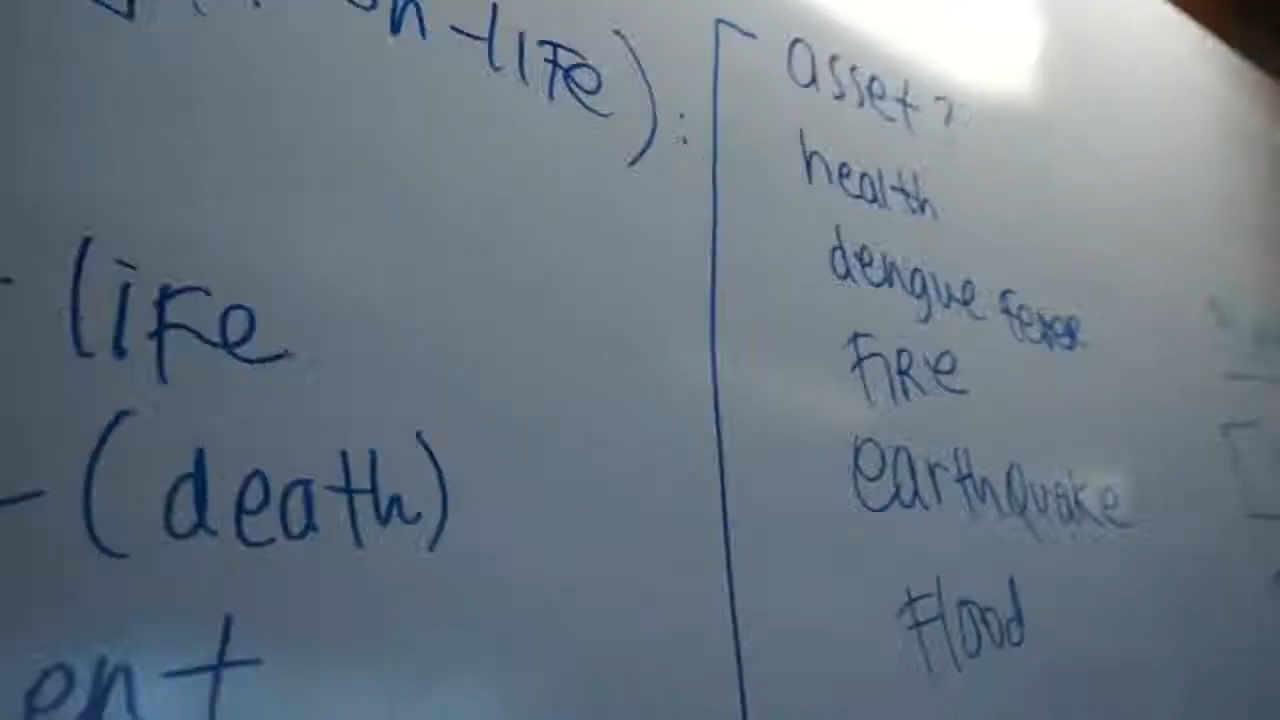 -life):
life
- (death)
ent
asset
health
dengue fever
FIRe
earthquake
Flood